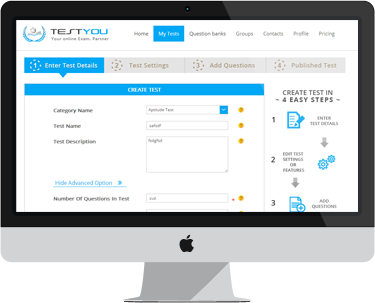 TESTYOU
Your online Exam. Partner
Home My Tests Question banks Groups Contacts Profile Pricing
1 Enter Test Details 2 Test Settings 3 Add Questions 4 Published Test
CREATE TEST
Category Name Aptitude Test
Test Name
Test Description
Hide Advanced Option
Number Of Questions In Test
CREATE TEST IN
~ 4 EASY STEPS ~
1 ENTER
TEST DETAILS
2 EDIT TEST
SETTINGS
OR
FEATURES
3 ADD
QUESTIONS